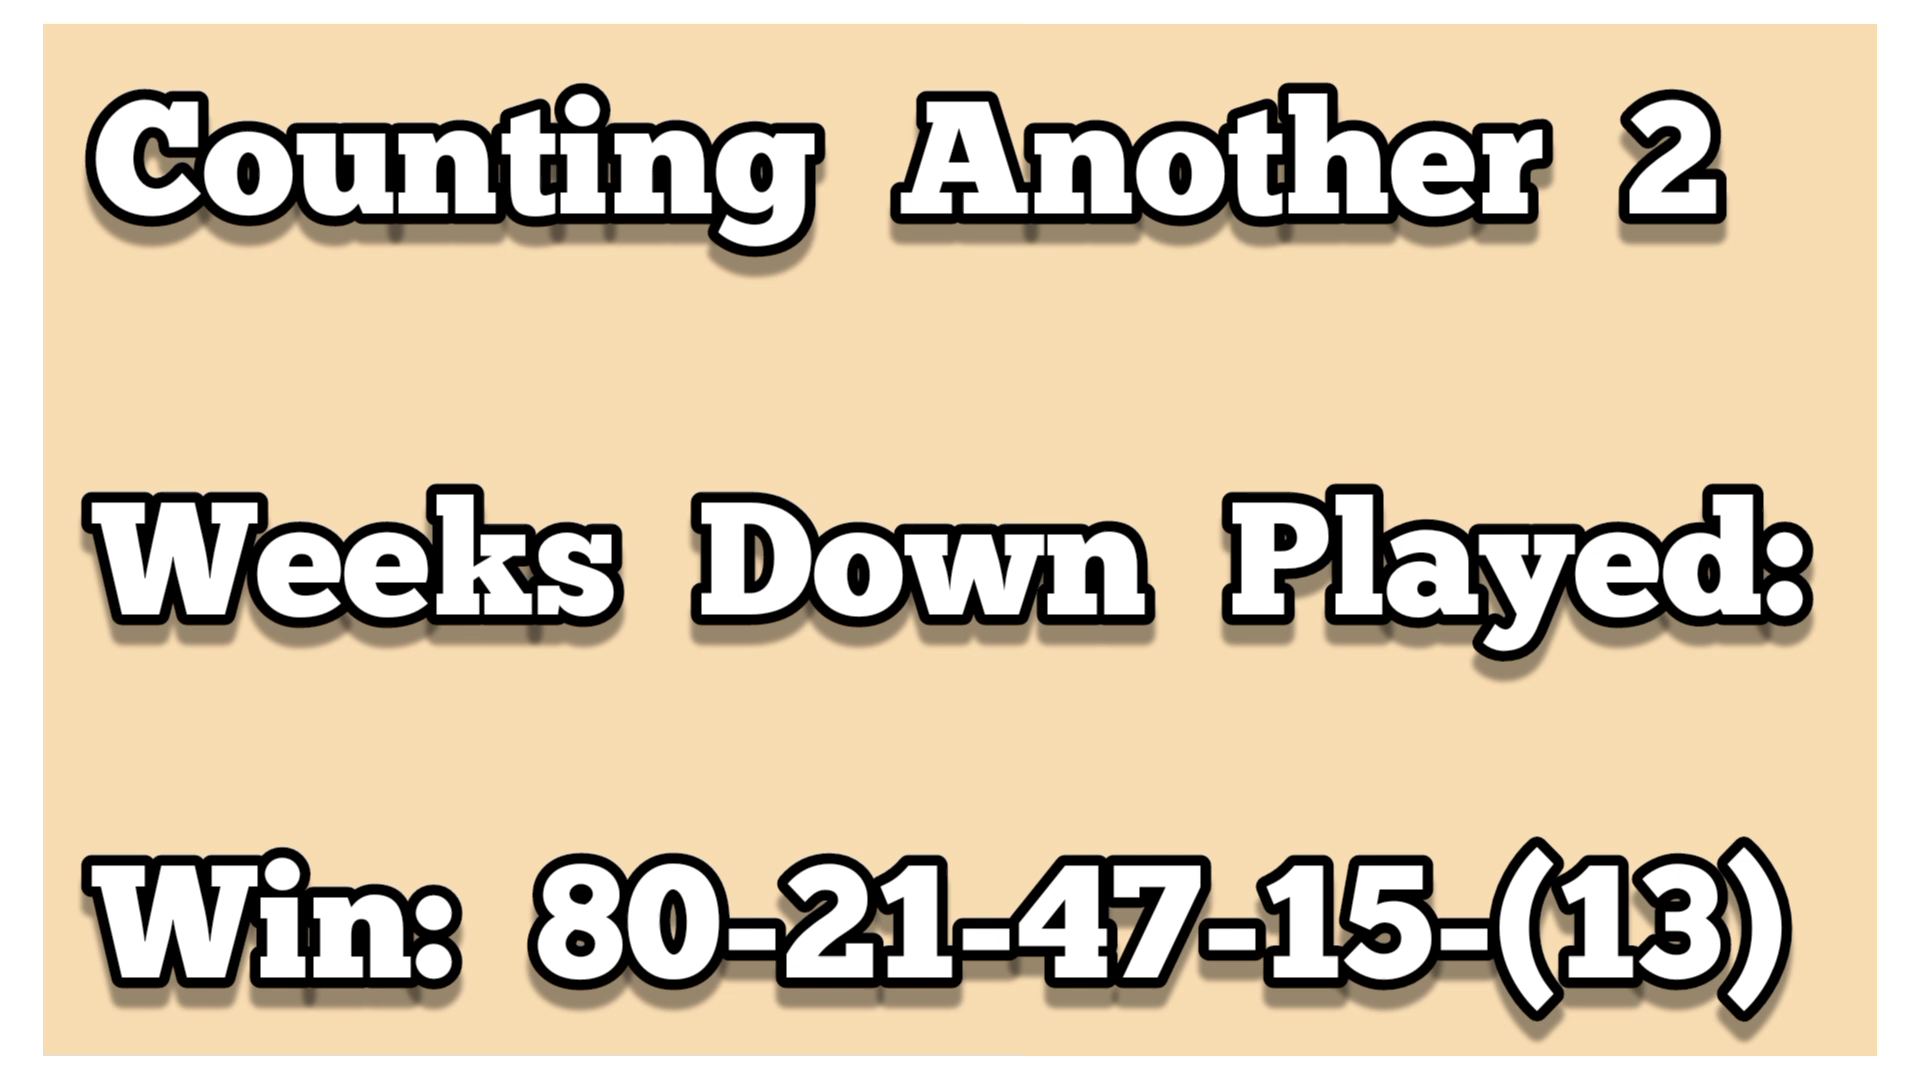 Counting Another 2
Weeks Down Played:
Win: 80-21-47-15-(13)